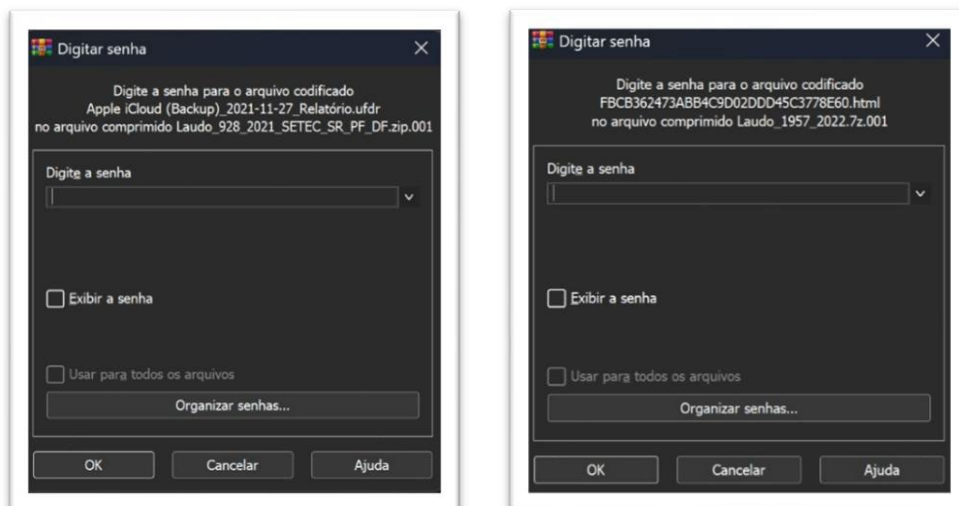 Digitar senha
Digite a senha para o arquivo codificado
Apple iCloud (Backup)_2021-11-27_Relatório.ufdr
no arquivo comprimido Laudo_928_2021_SETEC_SR_PF_DF.zip.001
Digite a senha
Exibir a senha
Usar para todos os arquivos
Organizar senhas...
OK
Cancelar
Ajuda
Digitar senha
Digite a senha para o arquivo codificado
FBCB362473ABB4C9D02DDD45C3778E60.html
no arquivo comprimido Laudo_1957_2022.7z.001
Digite a senha
Exibir a senha
Usar para todos os arquivos
Organizar senhas...
OK
Cancelar
Ajuda